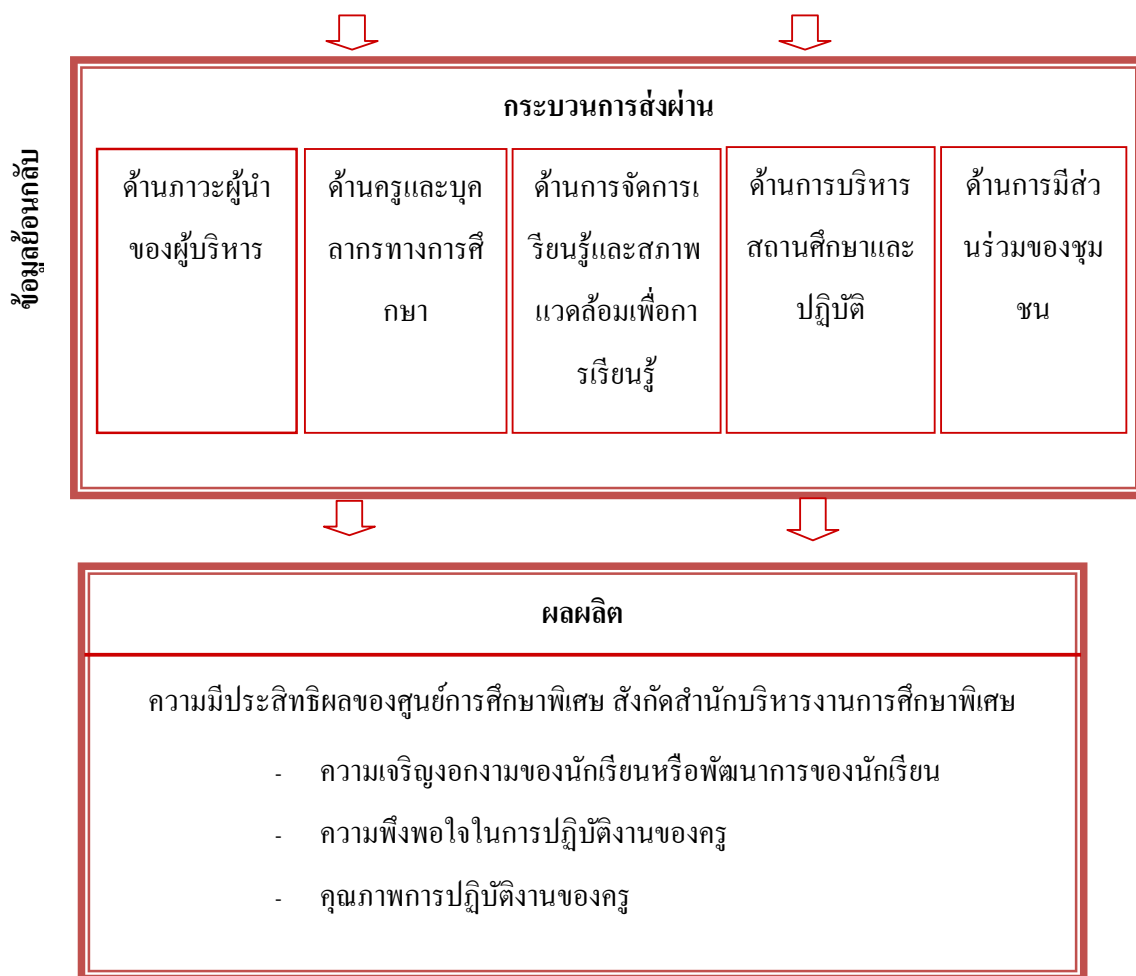 ข้อมูลย้อนกลับ
กระบวนการส่งผ่าน
ด้านภาวะผู้นำ
ของผู้บริหาร
ด้านครูและบุค
ลากรทางการศึ
กษา
ด้านการจัดการเ
รียนรู้และสภาพ
แวดล้อมเพื่อกา
รเรียนรู้
ด้านการบริหาร
สถานศึกษาและ
ปฏิบัติ
ด้านการมีส่ว
นร่วมของชุม
ชน
ผลผลิต
ความมีประสิทธิผลของศูนย์การศึกษาพิเศษ สังกัดสำนักบริหารงานการศึกษาพิเศษ
- ความเจริญงอกงามของนักเรียนหรือพัฒนาการของนักเรียน
- ความพึงพอใจในการปฏิบัติงานของครู
- คุณภาพการปฏิบัติงานของครู